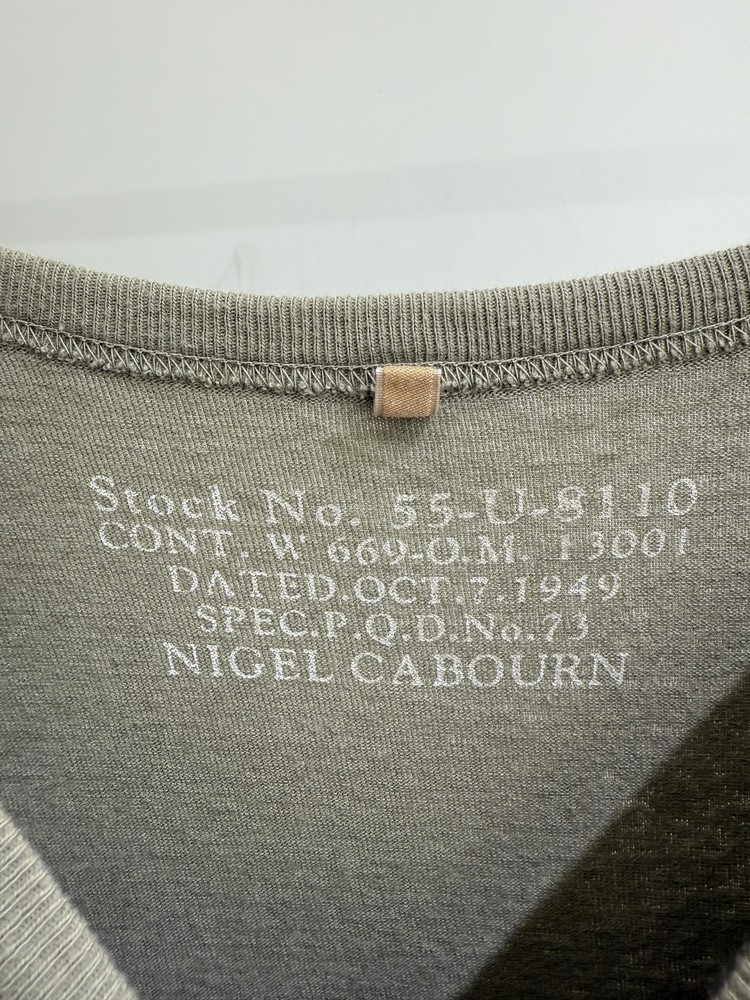 Stock No. 55-U-8110
CONT. W 669-O.M. 13001
DATED.OCT.7.1949
SPEC.P.Q.D.No.73
NIGEL CABOURN